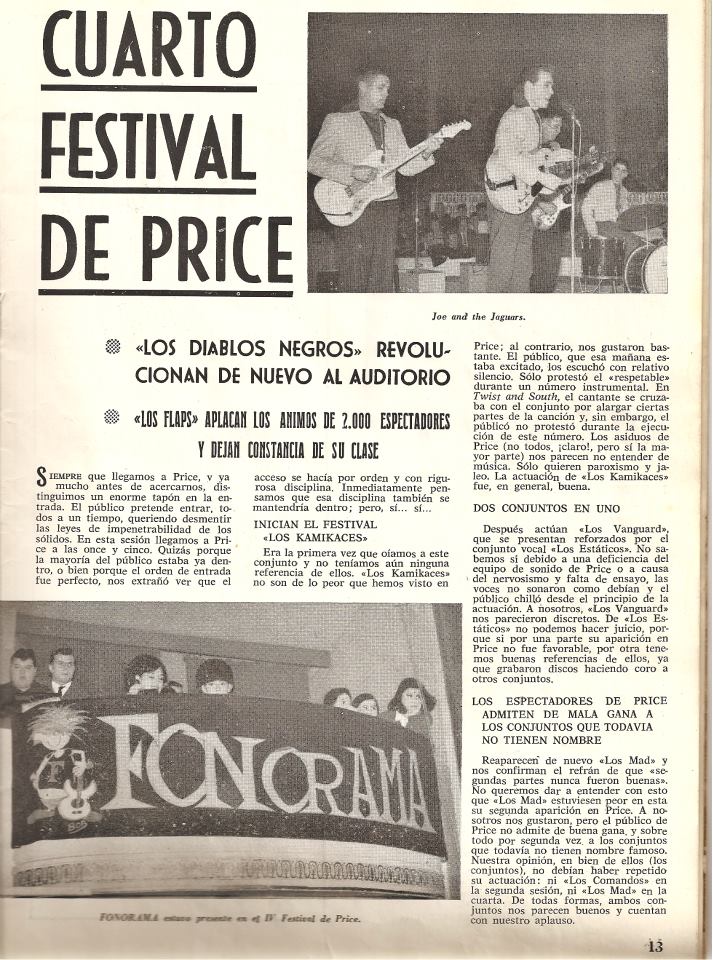 CUARTO
FESTIVAL
DE PRICE
Joe and the Jaguars.
«LOS DIABLOS NEGROS» REVOLU-
CIONAN DE NUEVO AL AUDITORIO
«LOS FLAPS» APLACAN LOS ANIMOS DE 2.000 ESPECTADORES
Y DEJAN CONSTANCIA DE SU CLASE
SIEMPRE que llegamos a Price, y ya
mucho antes de acercarnos, dis-
tinguimos un enorme tapón en la en-
trada. El público pretende entrar, to-
dos a un tiempo, queriendo desmentir
las leyes de impenetrabilidad de los
sólidos. En esta sesión llegamos a Pri-
ce a las once y cinco. Quizás porque
la mayoría del público estaba ya den-
tro, o bien porque el orden de entrada
fue perfecto, nos extrañó ver que el
acceso se hacía por orden y con rigu-
rosa disciplina. Inmediatamente pen-
samos que esa disciplina también se
mantendría dentro; pero, sí... sí...
INICIAN EL FESTIVAL
«LOS KAMIKACES»
Era la primera vez que oíamos a este
conjunto y no teníamos aún ninguna
referencia de ellos. «Los Kamikaces»
no son de lo peor que hemos visto en
Price; al contrario, nos gustaron bas-
tante. El público, que esa mañana es-
taba excitado, los escuchó con relativo
silencio. Sólo protestó el «respetable»
durante un número instrumental. En
Twist and South, el cantante se cruza-
ba con el conjunto por alargar ciertas
partes de la canción y, sin embargo, el
públicó no protestó durante la ejecu-
ción de este número. Los asiduos de
Price (no todos, ¡claro!, pero sí la ma-
yor parte) nos parecen no entender de
música. Sólo quieren paroxismo y ja-
leo. La actuación de «Los Kamikaces»
fue, en general, buena.
DOS CONJUNTOS EN UNO
Después actúan «Los Vanguard»,
que se presentan reforzados por el
conjunto vocal «Los Estáticos». No sa-
bemos si debido a una deficiencia del
equipo de sonido de Price o a causa
del nerviosismo y falta de ensayo, las
voces no sonaron como debían y el
público chilló desde el principio de la
actuación. A nosotros, «Los Vanguard»
nos parecieron discretos. De «Los Es-
táticos» no podemos hacer juicio, por-
que si por una parte su aparición en
Price no fue favorable, por otra tene-
mos buenas referencias de ellos, ya
que grabaron discos haciendo coro a
otros conjuntos.
LOS ESPECTADORES DE PRICE
ADMITEN DE MALA GANA A
LOS CONJUNTOS QUE TODAVIA
NO TIENEN NOMBRE
Reaparecen de nuevo «Los Mad» y
nos confirman el refrán de que «se-
gundas partes nunca fueron buenas».
No queremos dar a entender con esto
que «Los Mad» estuviesen peor en esta
su segunda aparición en Price. A no-
sotros nos gustaron, pero el público de
Price no admite de buena gana, y sobre
todo por segunda vez, a los conjuntos
que todavía no tienen nombre famoso.
Nuestra opinión, en bien de ellos (los
conjuntos), no debían haber repetido
su actuación: ni «Los Comandos» en
la segunda sesión, ni «Los Mad» en la
cuarta. De todas formas, ambos con-
juntos nos parecen buenos y cuentan
con nuestro aplauso.
FONORAMA
FONORAMA estuvo presente en el IV Festival de Price.
13